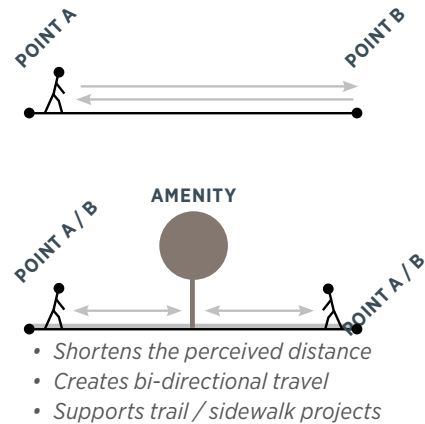 POINT A
POINT B
AMENITY
POINT A / B
POINT A / B
• Shortens the perceived distance
• Creates bi-directional travel
• Supports trail / sidewalk projects